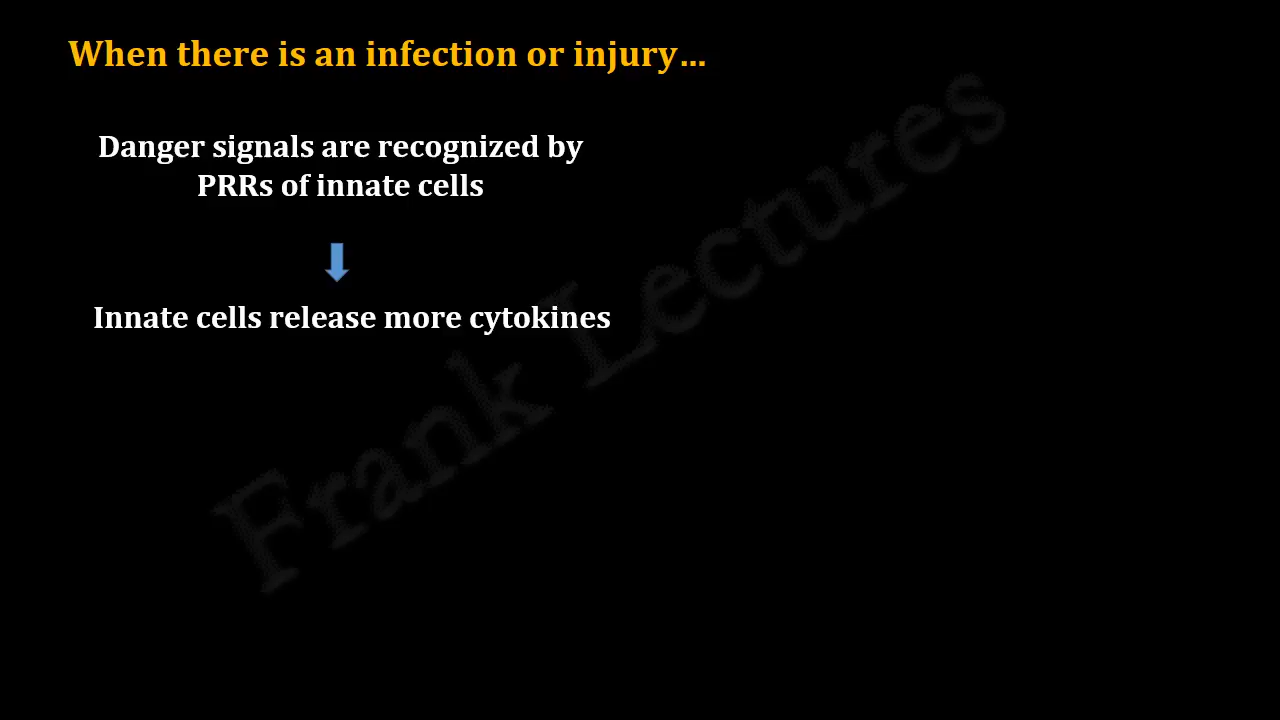 When there is an infection or injury…
Danger signals are recognized by
PRRs of innate cells
Innate cells release more cytokines
Frank Lectures